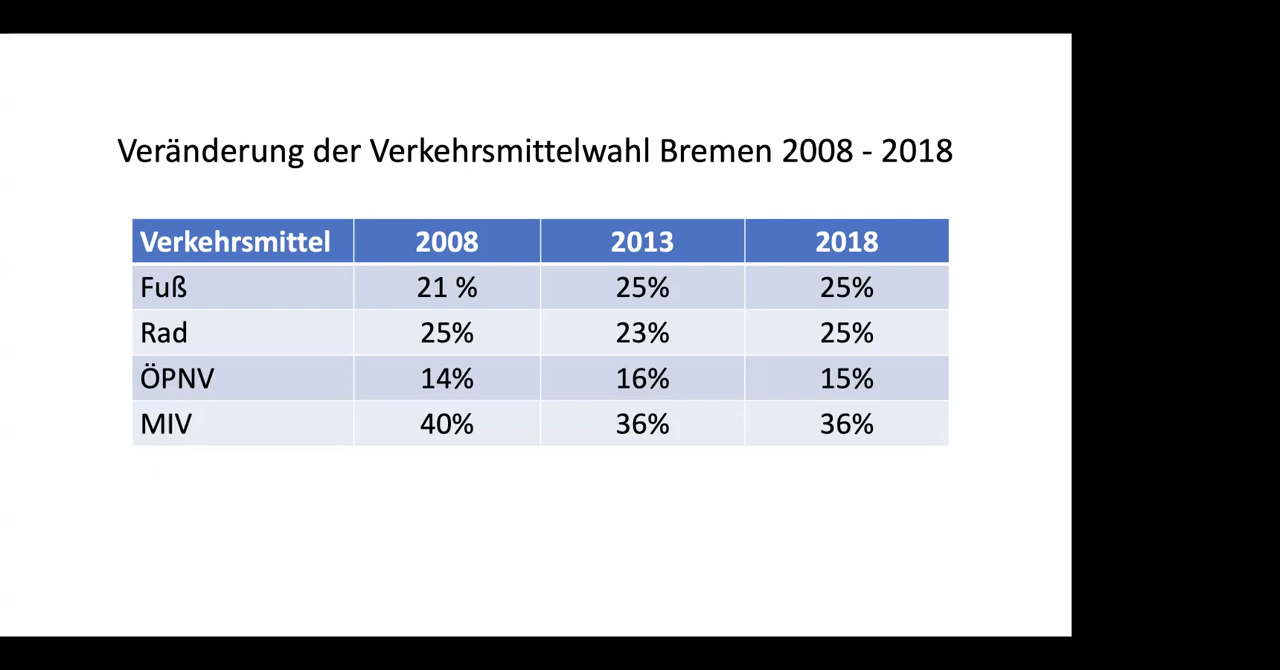 Veränderung der Verkehrsmittelwahl Bremen 2008 - 2018
Verkehrsmittel 2008 2013 2018
Fuß 21 % 25% 25%
Rad 25% 23% 25%
ÖPNV 14% 16% 15%
MIV 40% 36% 36%